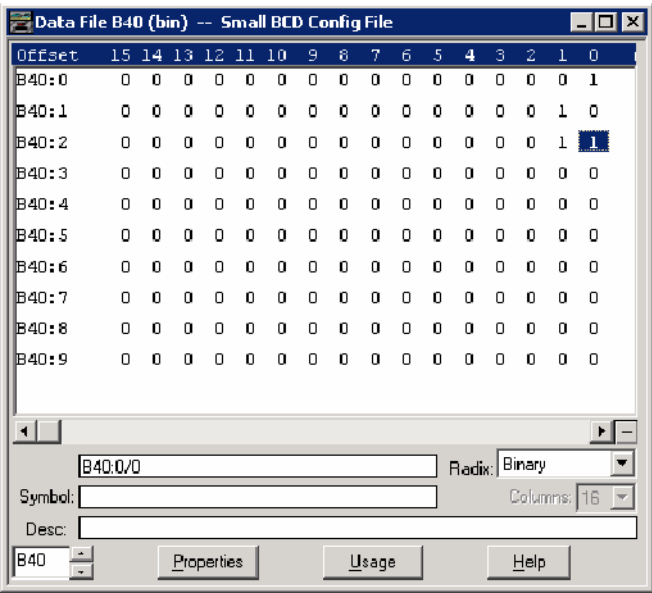 Data File B40 (bin) -- Small BCD Config File
Offset 15 14 13 12 11 10 9 8 7 6 5 4 3 2 1 0
B40:0 0 0 0 0 0 0 0 0 0 0 0 0 0 0 0 1
B40:1 0 0 0 0 0 0 0 0 0 0 0 0 0 0 1 0
B40:2 0 0 0 0 0 0 0 0 0 0 0 0 0 0 1 1
B40:3 0 0 0 0 0 0 0 0 0 0 0 0 0 0 0 0
B40:4 0 0 0 0 0 0 0 0 0 0 0 0 0 0 0 0
B40:5 0 0 0 0 0 0 0 0 0 0 0 0 0 0 0 0
B40:6 0 0 0 0 0 0 0 0 0 0 0 0 0 0 0 0
B40:7 0 0 0 0 0 0 0 0 0 0 0 0 0 0 0 0
B40:8 0 0 0 0 0 0 0 0 0 0 0 0 0 0 0 0
B40:9 0 0 0 0 0 0 0 0 0 0 0 0 0 0 0 0
B40:0/0 Radix: Binary
Symbol: Columns: 16
Desc:
B40 Properties Usage Help